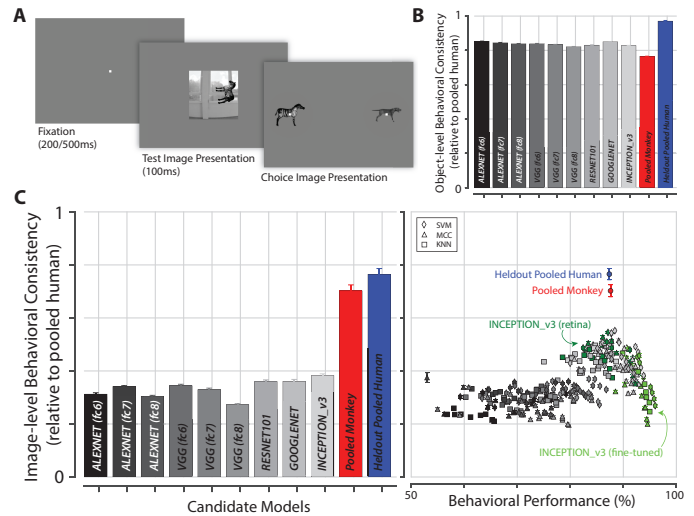 A
Fixation
(200/500ms)
Test Image Presentation
(100ms)
Choice Image Presentation
B
Object-level Behavioral Consistency
(relative to pooled human)
1
0
ALEXNET (fc6)
ALEXNET (fc7)
ALEXNET (fc8)
VGG (fc6)
VGG (fc7)
VGG (fc8)
RESNET101
GOOGLENET
INCEPTION_v3
Pooled Monkey
Heldout Pooled Human
C
Image-level Behavioral Consistency
(relative to pooled human)
1
0
ALEXNET (fc6)
ALEXNET (fc7)
ALEXNET (fc8)
VGG (fc6)
VGG (fc7)
VGG (fc8)
RESNET101
GOOGLENET
INCEPTION_v3
Pooled Monkey
Heldout Pooled Human
Candidate Models
SVM
MCC
KNN
Heldout Pooled Human
Pooled Monkey
INCEPTION_v3 (retina)
INCEPTION_v3 (fine-tuned)
50
100
Behavioral Performance (%)